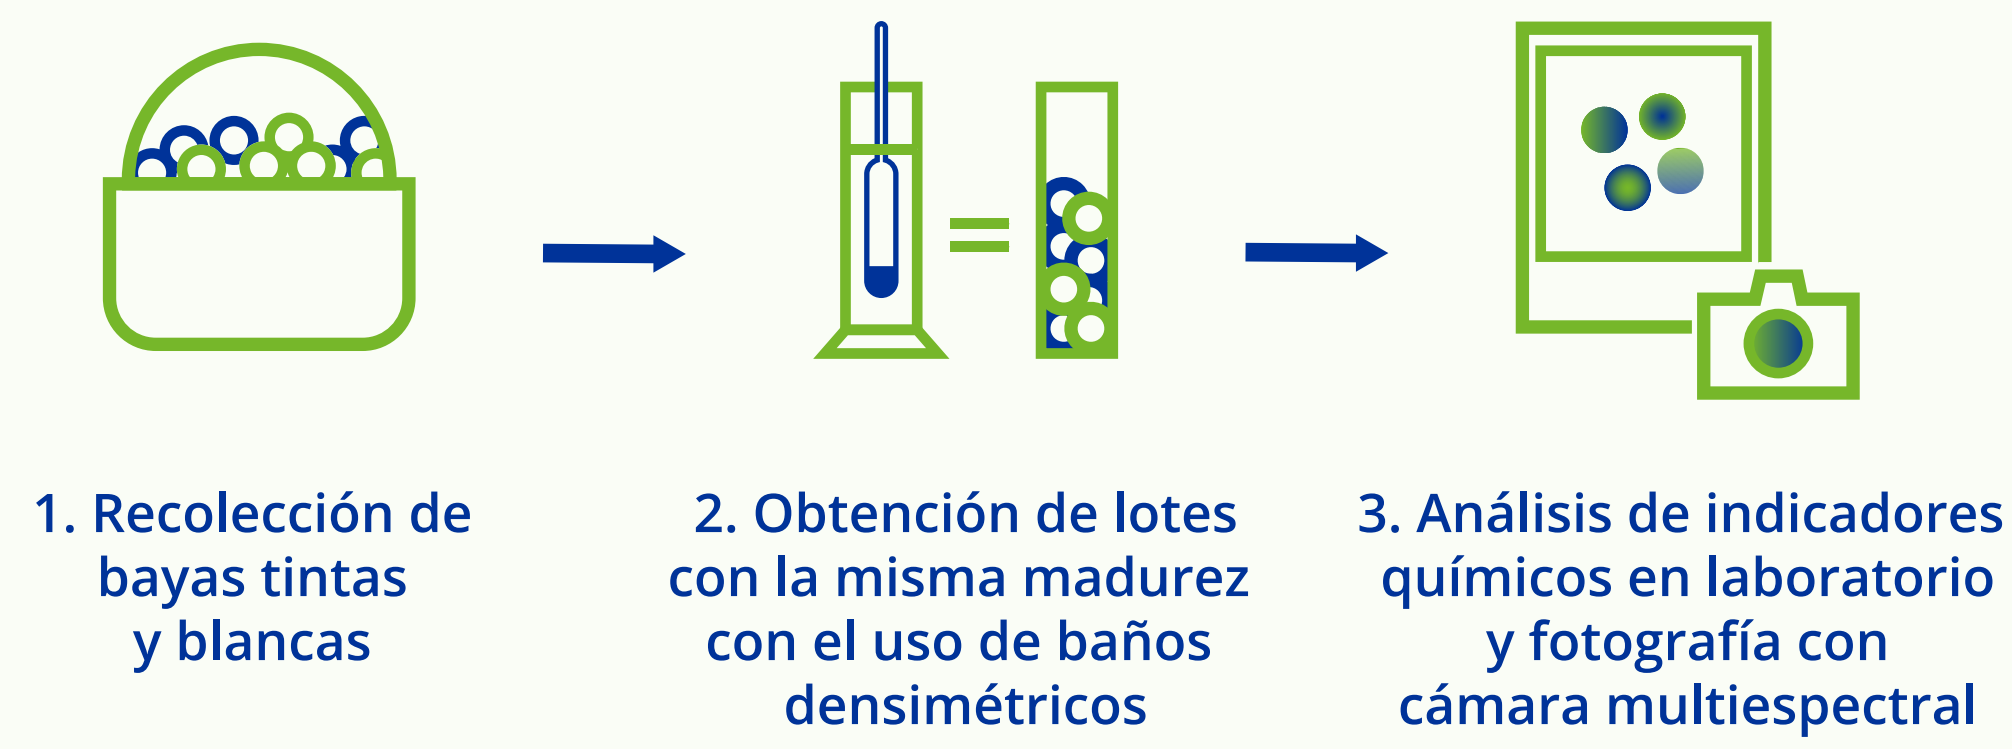 1. Recolección de
bayas tintas
y blancas
2. Obtención de lotes
con la misma madurez
con el uso de baños
densimétricos
3. Análisis de indicadores
químicos en laboratorio
y fotografía con
cámara multiespectral